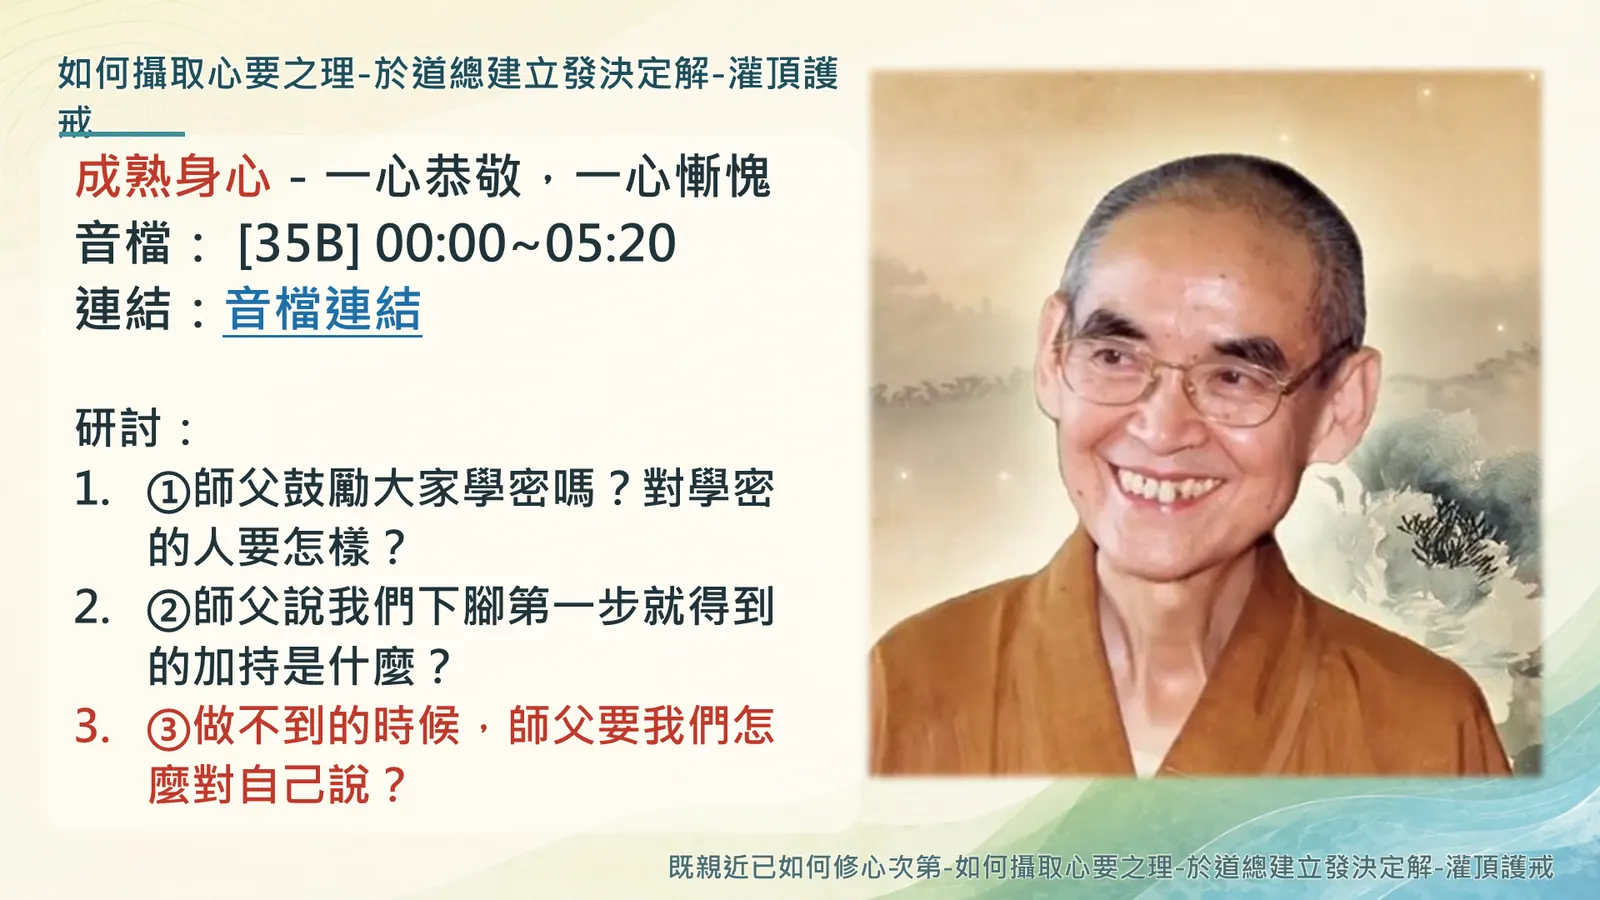 如何攝取心要之理-於道總建立發決定解-灌頂護
戒
成熟身心 - 一心恭敬，一心慚愧
音檔： [35B] 00:00~05:20
連結：音檔連結
研討：
1. ①師父鼓勵大家學密嗎？對學密
的人要怎樣？
2. ②師父說我們下腳第一步就得到
的加持是什麼？
3. ③做不到的時候，師父要我們怎
麼對自己說？
既親近已如何修心次第-如何攝取心要之理-於道總建立發決定解-灌頂護戒